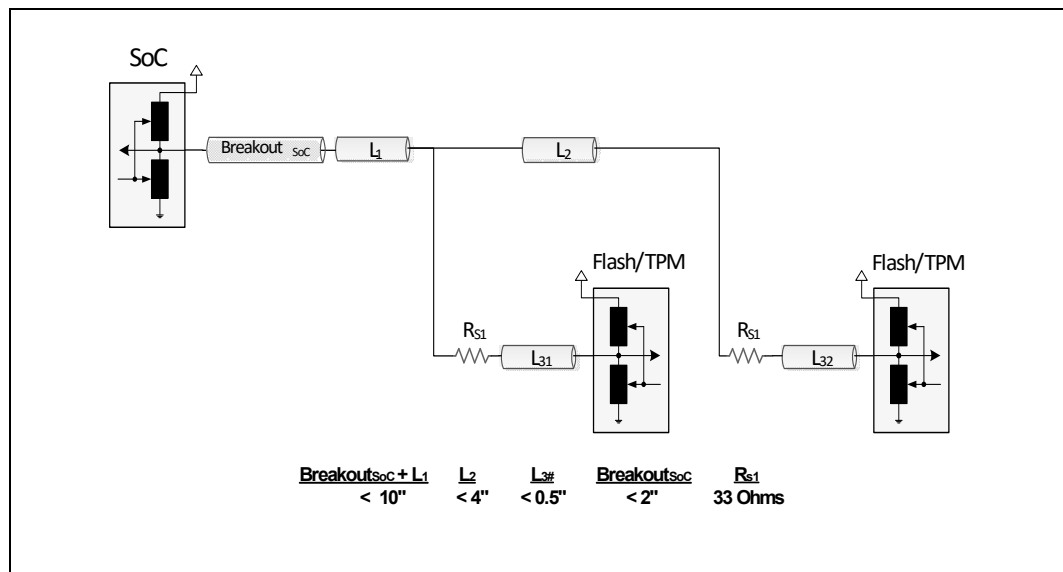 SoC
Breakout SoC
L1
L2
Flash/TPM
Flash/TPM
RS1
L31
RS1
L32
BreakoutSoC + L1 L2 L3# BreakoutSoC Rs1
< 10" < 4" < 0.5" < 2" 33 Ohms